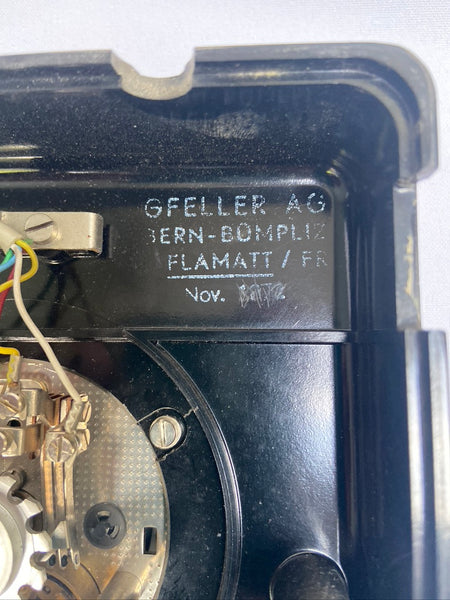 GFELLER AG
BERN-BÜMPLIZ
FLAMATT / FR
Nov.